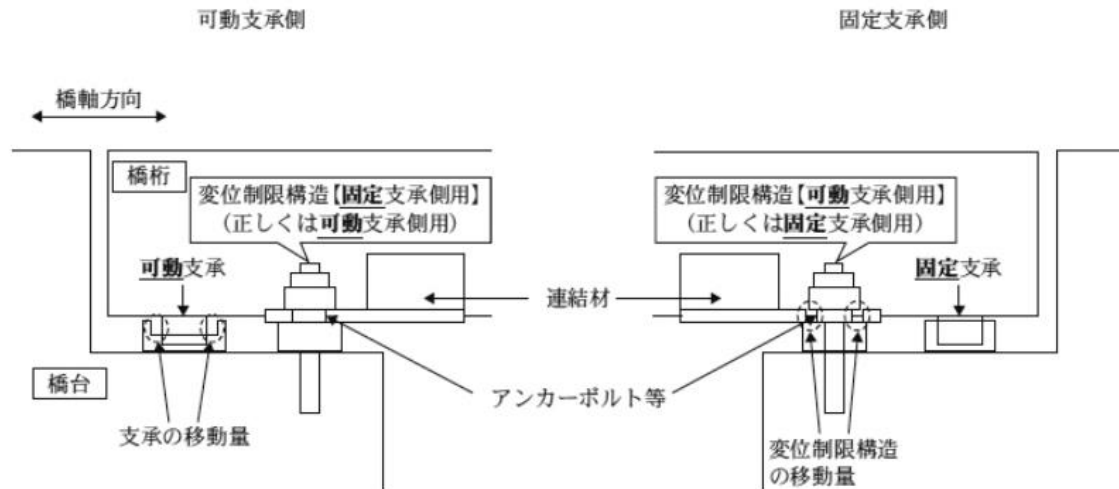 可動支承側
固定支承側
橋軸方向
橋桁
変位制限構造【固定支承側用】
(正しくは可動支承側用)
変位制限構造【可動支承側用】
(正しくは固定支承側用)
可動支承
連結材
固定支承
橋台
アンカーボルト等
支承の移動量
変位制限構造
の移動量